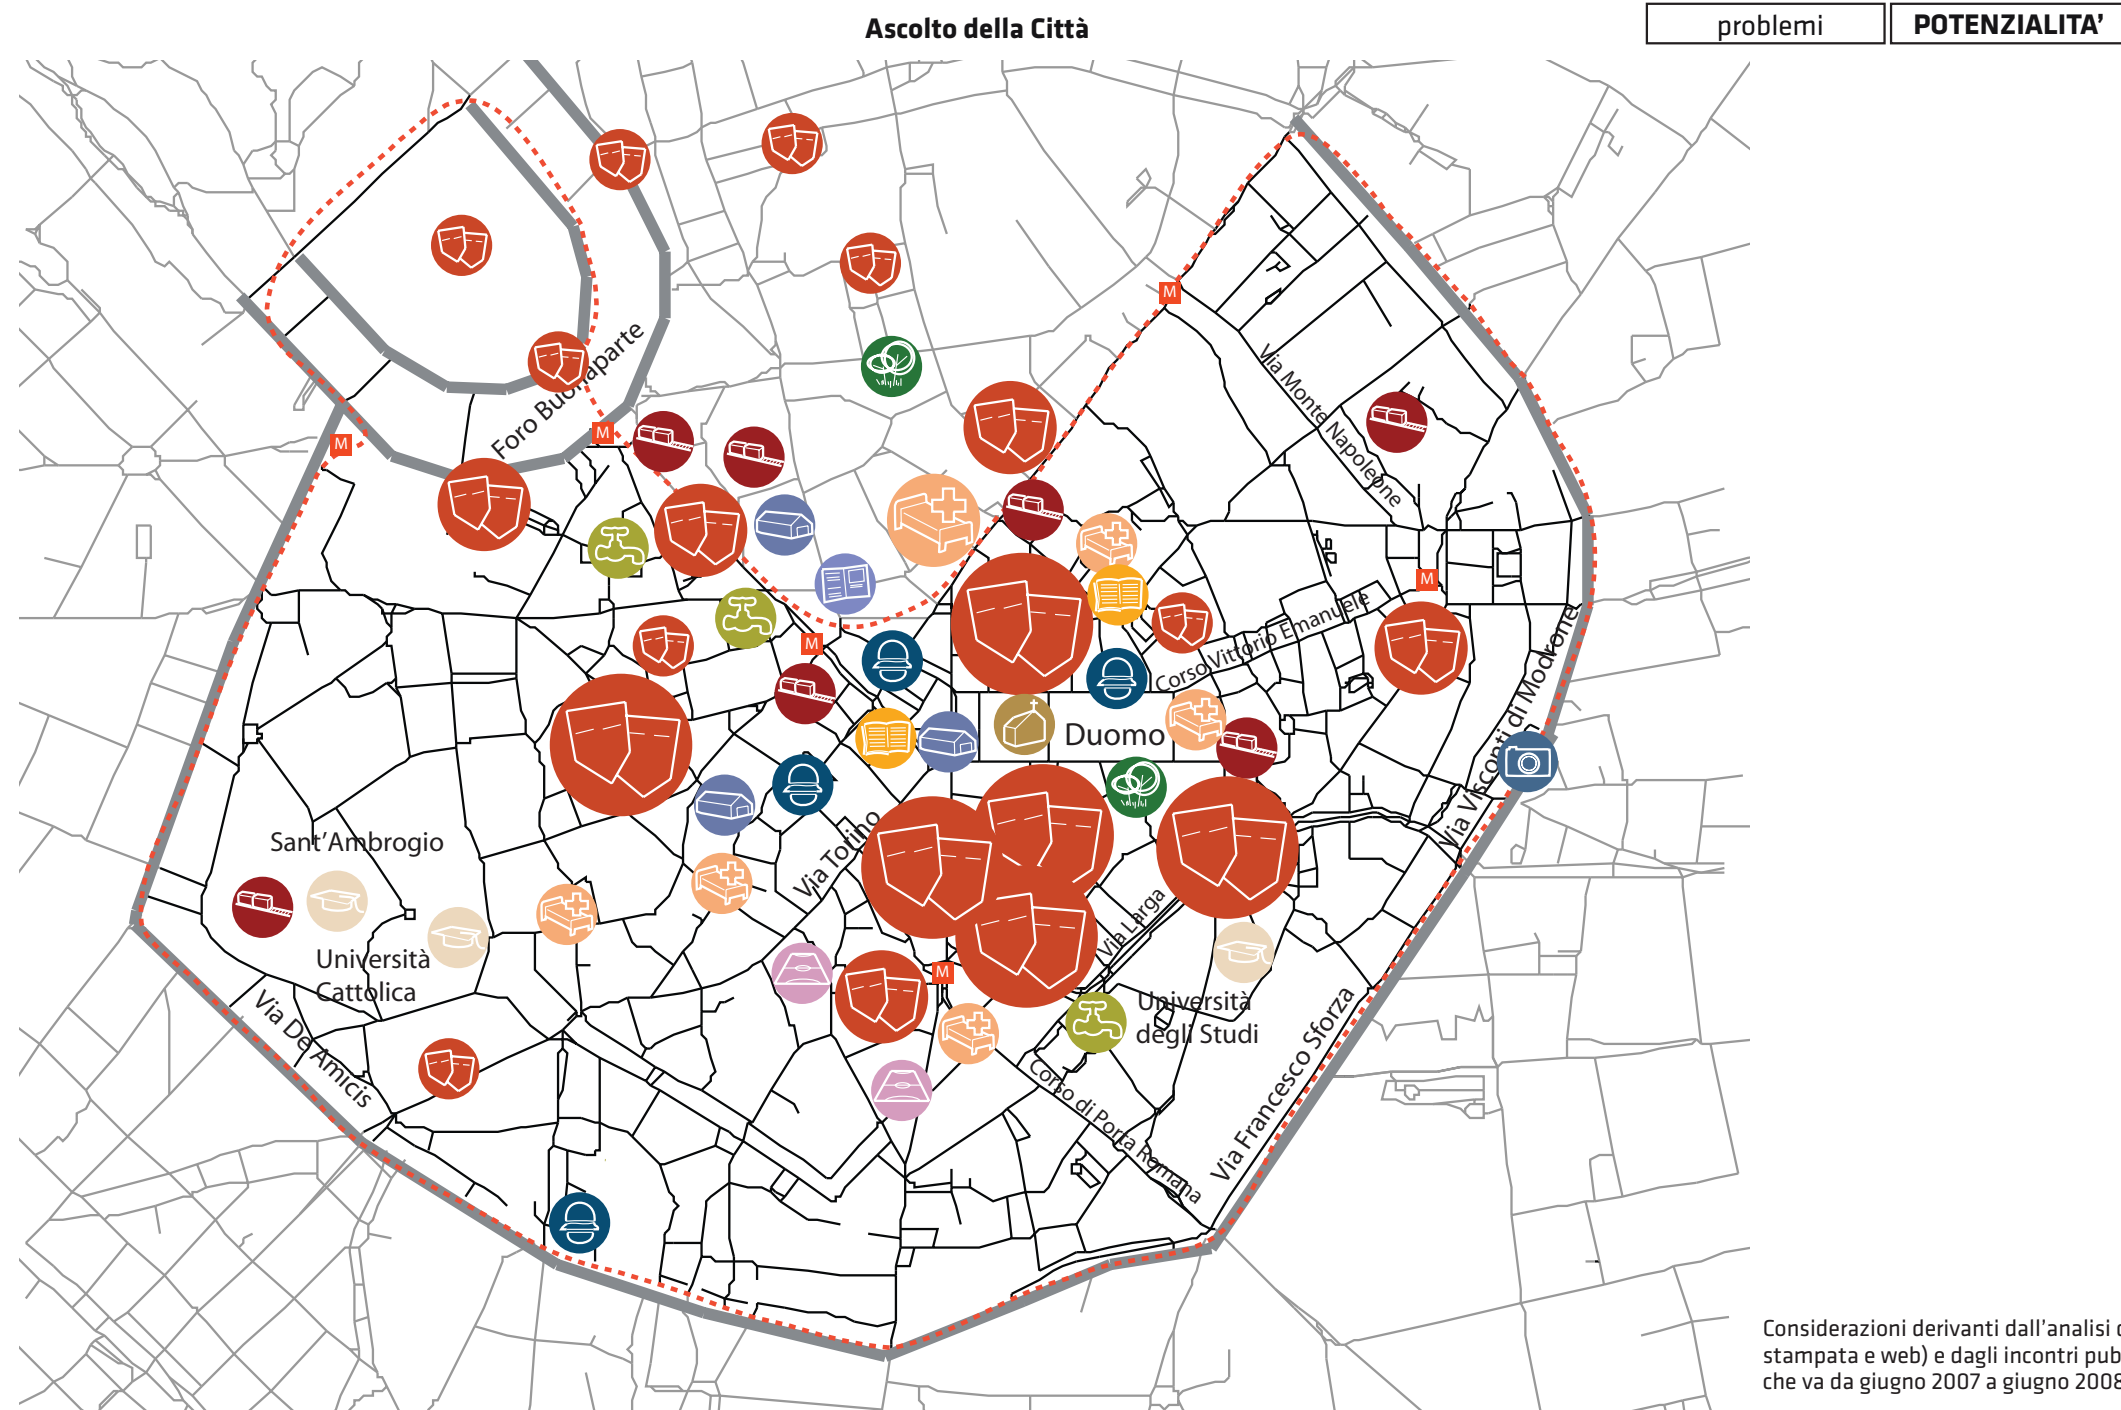 Ascolto della Città
problemi
POTENZIALITA’
Foro Buonaparte
M
M
M
Via Monte Napoleone
M
M
Corso Vittorio Emanuele
Duomo
Via Visconti di Modrone
Sant’Ambrogio
Via Torino
Via Larga
Università
Cattolica
M
Via De Amicis
Università
degli Studi
Corso di Porta Romana
Via Francesco Sforza
Considerazioni derivanti dall’analisi
stampata e web) e dagli incontri
che va da giugno 2007 a giugno 2008